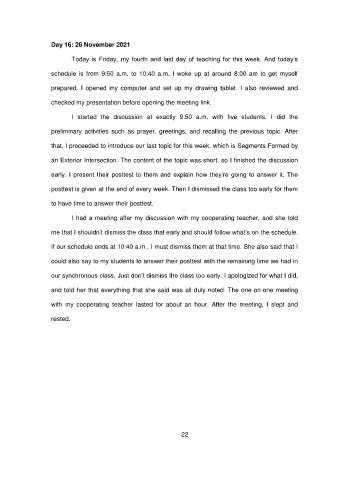 Day 16: 26 November 2021
Today is Friday, my fourth and last day of teaching for this week. And today's
schedule is from 9:50 a.m. to 10:40 a.m. I woke up at around 8:00 am to get myself
prepared. I opened my computer and set up my drawing tablet. I also reviewed and
checked my presentation before opening the meeting link.
I started the discussion at exactly 9:50 a.m. with five students. I did the
preliminary activities such as prayer, greetings, and recalling the previous topic. After
that, I proceeded to introduce our last topic for this week, which is Segments Formed by
an Exterior Intersection. The content of the topic was short, so I finished the discussion
early. I present their posttest to them and explain how they're going to answer it. The
posttest is given at the end of every week. Then I dismissed the class too early for them
to have time to answer their posttest.
I had a meeting after my discussion with my cooperating teacher, and she told
me that I shouldn't dismiss the class that early and should follow what's on the schedule.
If our schedule ends at 10:40 a.m., I must dismiss them at that time. She also said that I
could also say to my students to answer their posttest with the remaining time we had in
our synchronous class. Just don't dismiss the class too early. I apologized for what I did,
and told her that everything that she said was all duly noted. The one-on-one meeting
with my cooperating teacher lasted for about an hour. After the meeting, I slept and
rested.
22